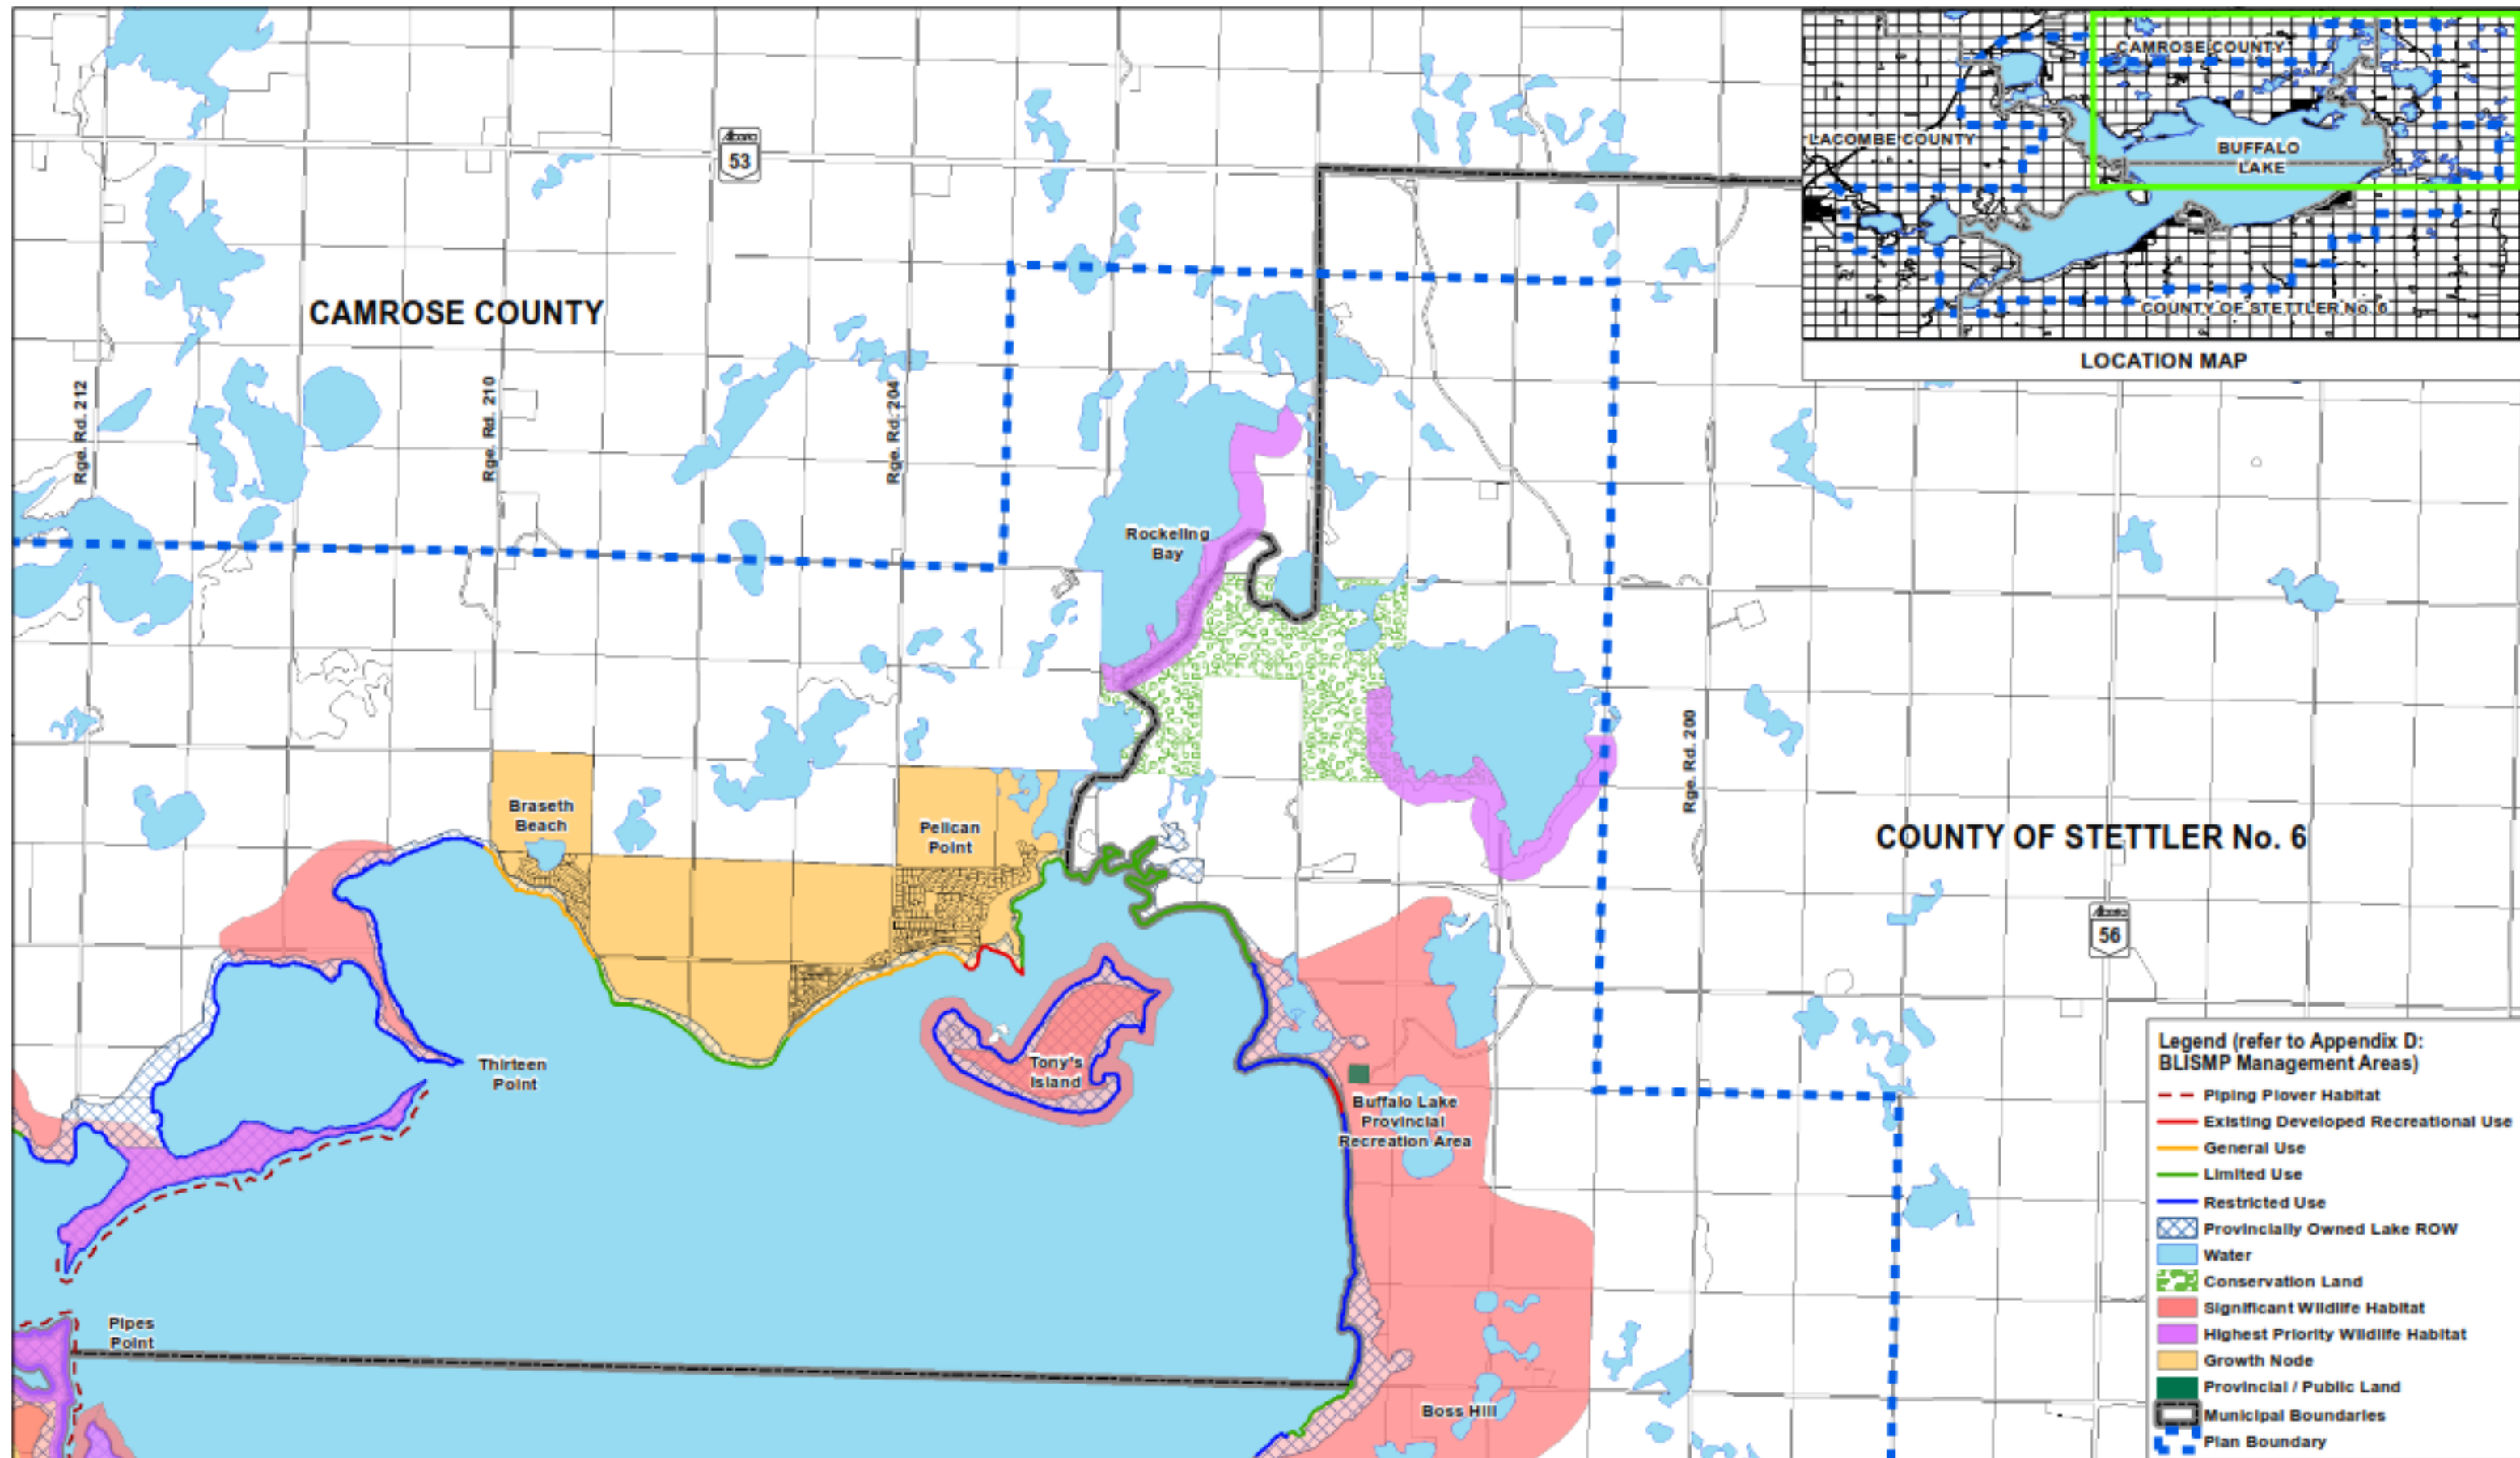 CAMROSE COUNTY
LACOMBE COUNTY
BUFFALO
LAKE
COUNTY OF STETTLER No. 6
LOCATION MAP
Alberta
53
CAMROSE COUNTY
Rge. Rd. 212
Rge. Rd. 210
Rge. Rd. 204
Rockeling
Bay
Rge. Rd. 200
Braseth
Beach
Pelican
Point
COUNTY OF STETTLER No. 6
Alberta
56
Thirteen
Point
Tony's
Island
Buffalo Lake
Provincial
Recreation Area
Pipes
Point
Boss Hill
Legend (refer to Appendix D:
BLISMP Management Areas)
Piping Plover Habitat
Existing Developed Recreational Use
General Use
Limited Use
Restricted Use
Provincially Owned Lake ROW
Water
Conservation Land
Significant Wildlife Habitat
Highest Priority Wildlife Habitat
Growth Node
Provincial / Public Land
Municipal Boundaries
Plan Boundary